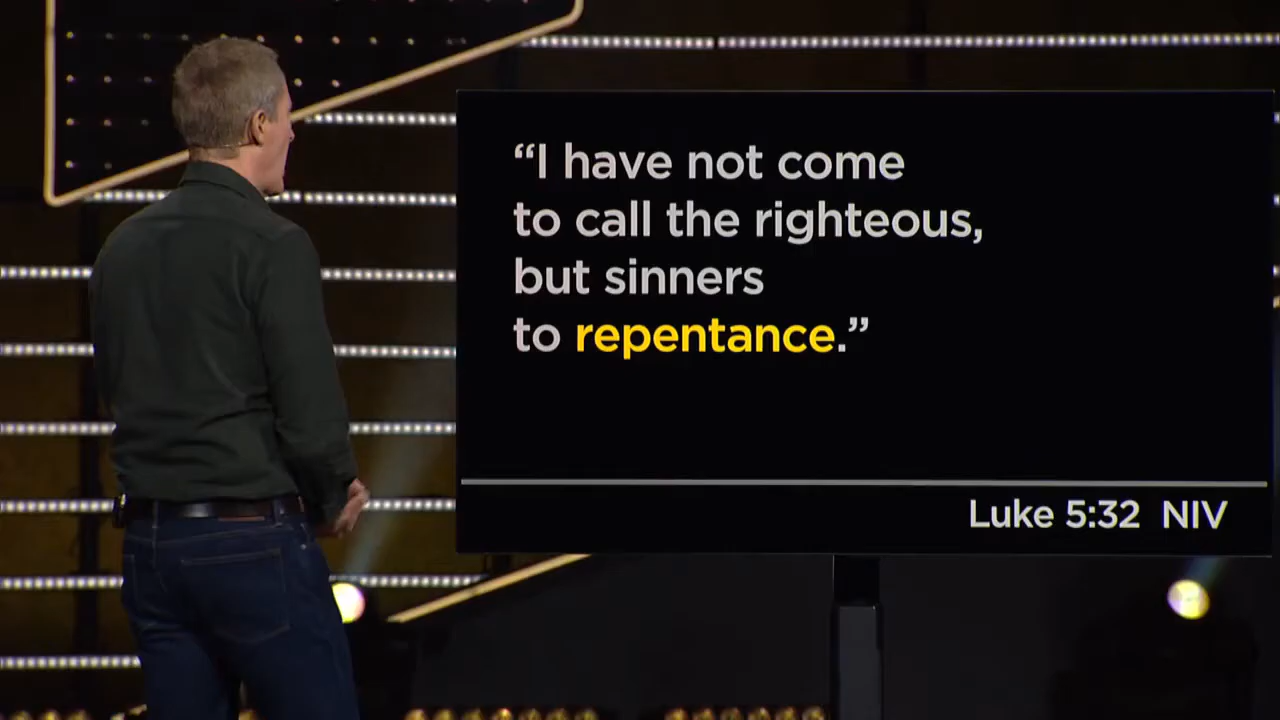 “I have not come
to call the righteous,
but sinners
to repentance.”
Luke 5:32 NIV